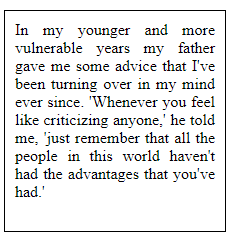 In my younger and more
vulnerable years my father
gave me some advice that I've
been turning over in my mind
ever since. 'Whenever you feel
like criticizing anyone,' he told
me, 'just remember that all the
people in this world haven't
had the advantages that you've
had.'